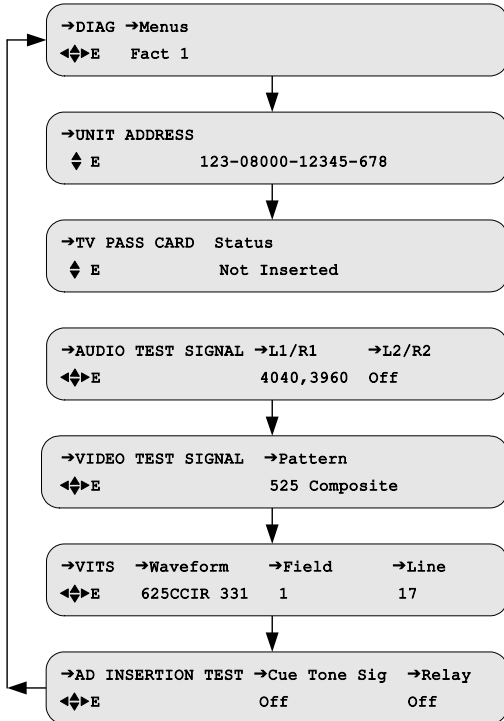 ➔DIAG ➔Menus
◀▲▼▶E Fact 1
➔UNIT ADDRESS
▲▼ E 123-08000-12345-678
➔TV PASS CARD Status
▲▼ E Not Inserted
➔AUDIO TEST SIGNAL ➔L1/R1 ➔L2/R2
◀▲▼▶E 4040,3960 Off
➔VIDEO TEST SIGNAL ➔Pattern
◀▲▼▶E 525 Composite
➔VITS ➔Waveform ➔Field ➔Line
◀▲▼▶E 625CCIR 331 1 17
➔AD INSERTION TEST ➔Cue Tone Sig ➔Relay
◀▲▼▶E Off Off